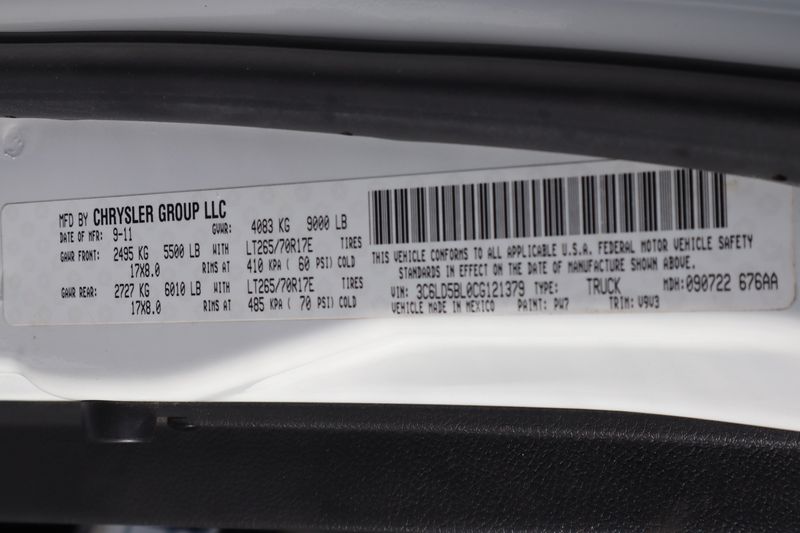 MFD BY CHRYSLER GROUP LLC
DATE OF MFR: 9-11 GVWR: 4083 KG 9000 LB
GAWR FRONT: 2495 KG 5500 LB WITH LT265/70R17E TIRES
17X8.0 RIMS AT 410 KPA ( 60 PSI) COLD
GAWR REAR: 2727 KG 6010 LB WITH LT265/70R17E TIRES
17X8.0 RIMS AT 485 KPA ( 70 PSI) COLD
THIS VEHICLE CONFORMS TO ALL APPLICABLE U.S.A. FEDERAL MOTOR VEHICLE SAFETY
STANDARDS IN EFFECT ON THE DATE OF MANUFACTURE SHOWN ABOVE.
VIN: 3C6LD5BL0CG121379 TYPE: TRUCK MDH: 090722 676AA
VEHICLE MADE IN MEXICO PAINT: PW7 TRIM: V9V3